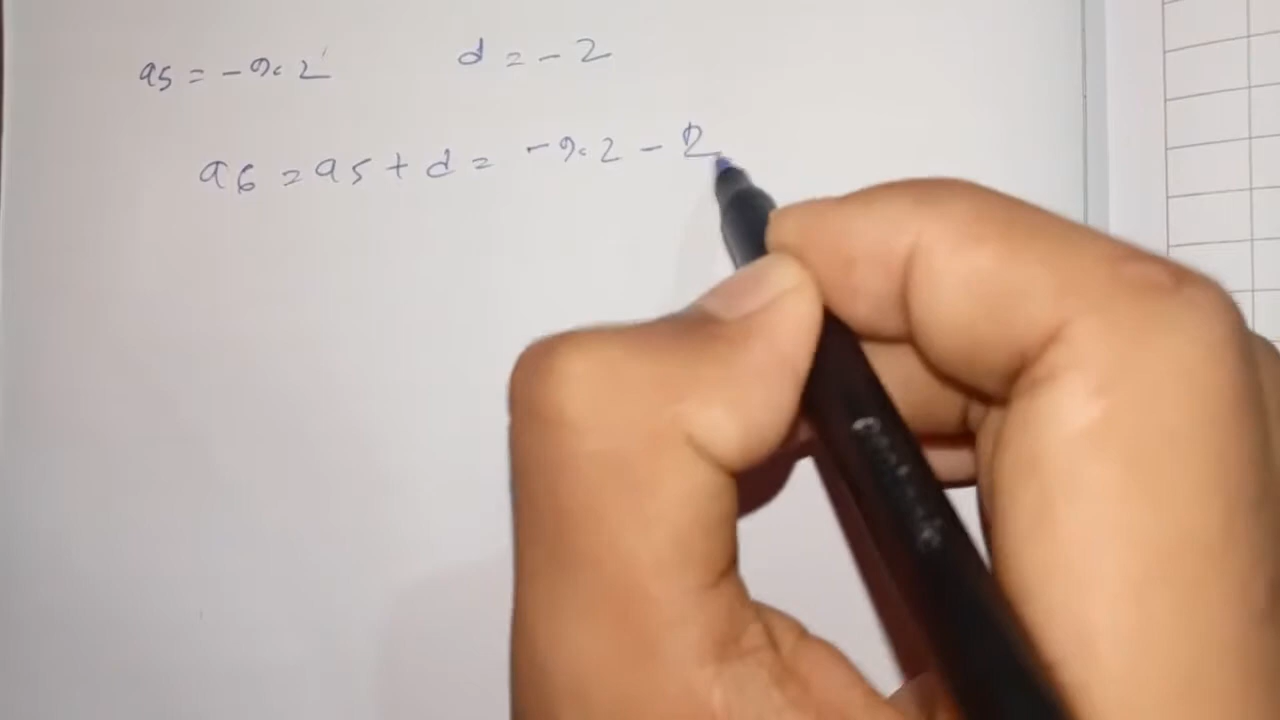 a5 = -9.2 d = -2
a6 = a5 + d = -9.2 - 2